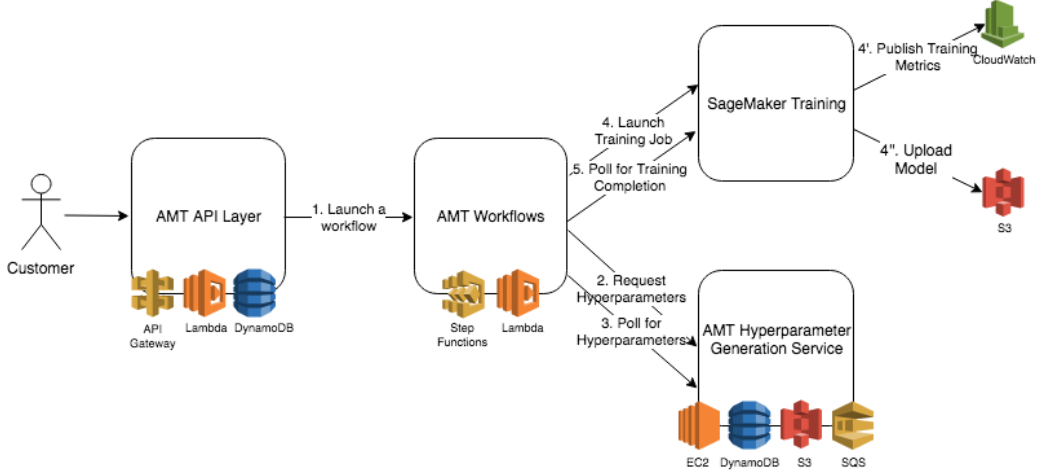 Customer
AMT API Layer
API
Gateway
Lambda
DynamoDB
1. Launch a
workflow
AMT Workflows
Step
Functions
Lambda
4. Launch
Training Job
5. Poll for Training
Completion
2. Request
Hyperparameters
3. Poll for
Hyperparameters
SageMaker Training
4'. Publish Training
Metrics
CloudWatch
4". Upload
Model
S3
AMT Hyperparameter
Generation Service
EC2
DynamoDB
S3
SQS